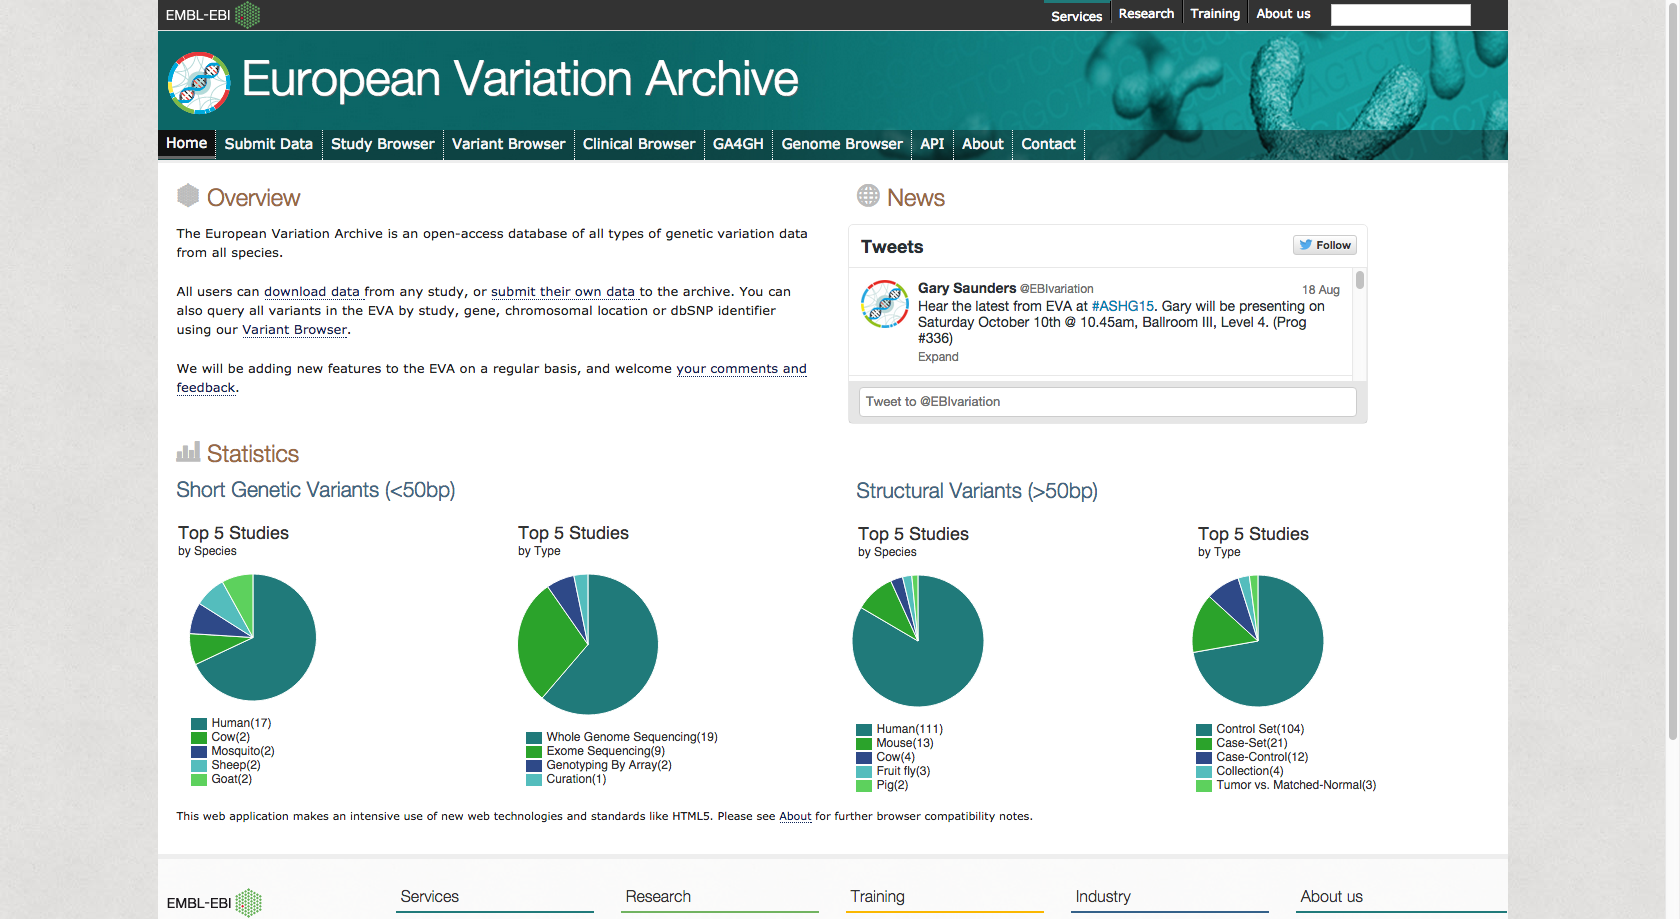 EMBL-EBI
Services Research Training About us
European Variation Archive
Home Submit Data Study Browser Variant Browser Clinical Browser GA4GH Genome Browser API About Contact
Overview
The European Variation Archive is an open-access database of all types of genetic variation data
from all species.
All users can download data from any study, or submit their own data to the archive. You can
also query all variants in the EVA by study, gene, chromosomal location or dbSNP identifier
using our Variant Browser.
We will be adding new features to the EVA on a regular basis, and welcome your comments and
feedback.
News
Tweets
Follow
Gary Saunders @EBIvariation 18 Aug
Hear the latest from EVA at #ASHG15. Gary will be presenting on
Saturday October 10th @ 10.45am, Ballroom III, Level 4. (Prog
#336)
Expand
Tweet to @EBIvariation
Statistics
Short Genetic Variants (<50bp)
Top 5 Studies
by Species
Human(17)
Cow(2)
Mosquito(2)
Sheep(2)
Goat(2)
Top 5 Studies
by Type
Whole Genome Sequencing(19)
Exome Sequencing(9)
Genotyping By Array(2)
Curation(1)
Structural Variants (>50bp)
Top 5 Studies
by Species
Human(111)
Mouse(13)
Cow(4)
Fruit fly(3)
Pig(2)
Top 5 Studies
by Type
Control Set(104)
Case-Set(21)
Case-Control(12)
Collection(4)
Tumor vs. Matched-Normal(3)
This web application makes an intensive use of new web technologies and standards like HTML5. Please see About for further browser compatibility notes.
EMBL-EBI
Services Research Training Industry About us